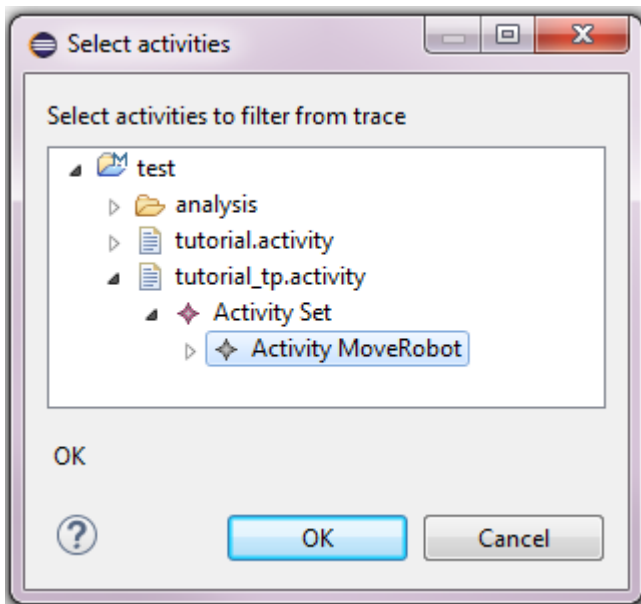 Select activities
Select activities to filter from trace
test
analysis
tutorial.activity
tutorial_tp.activity
Activity Set
Activity MoveRobot
OK
OK Cancel